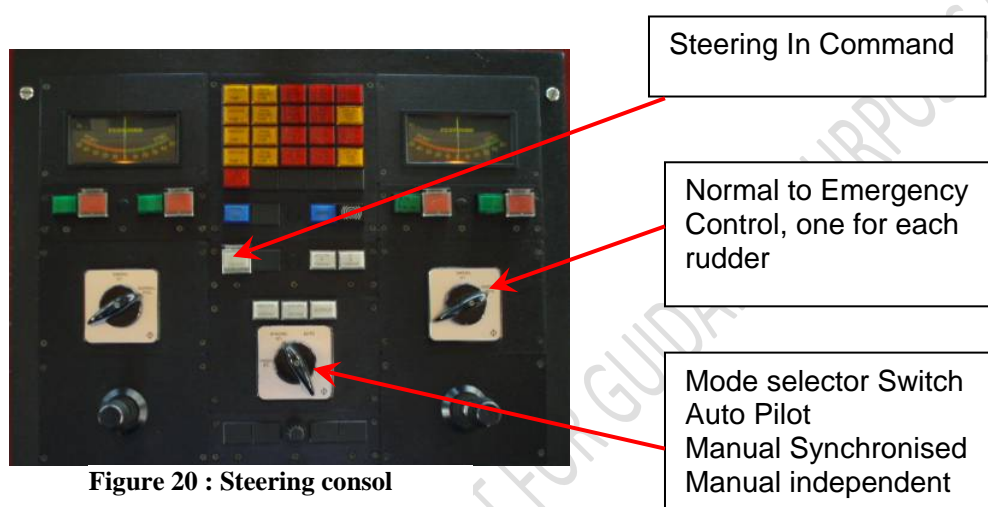 Steering In Command
Normal to Emergency
Control, one for each
rudder
Mode selector Switch
Auto Pilot
Manual Synchronised
Manual independent
AUTO
Figure 20 : Steering consol